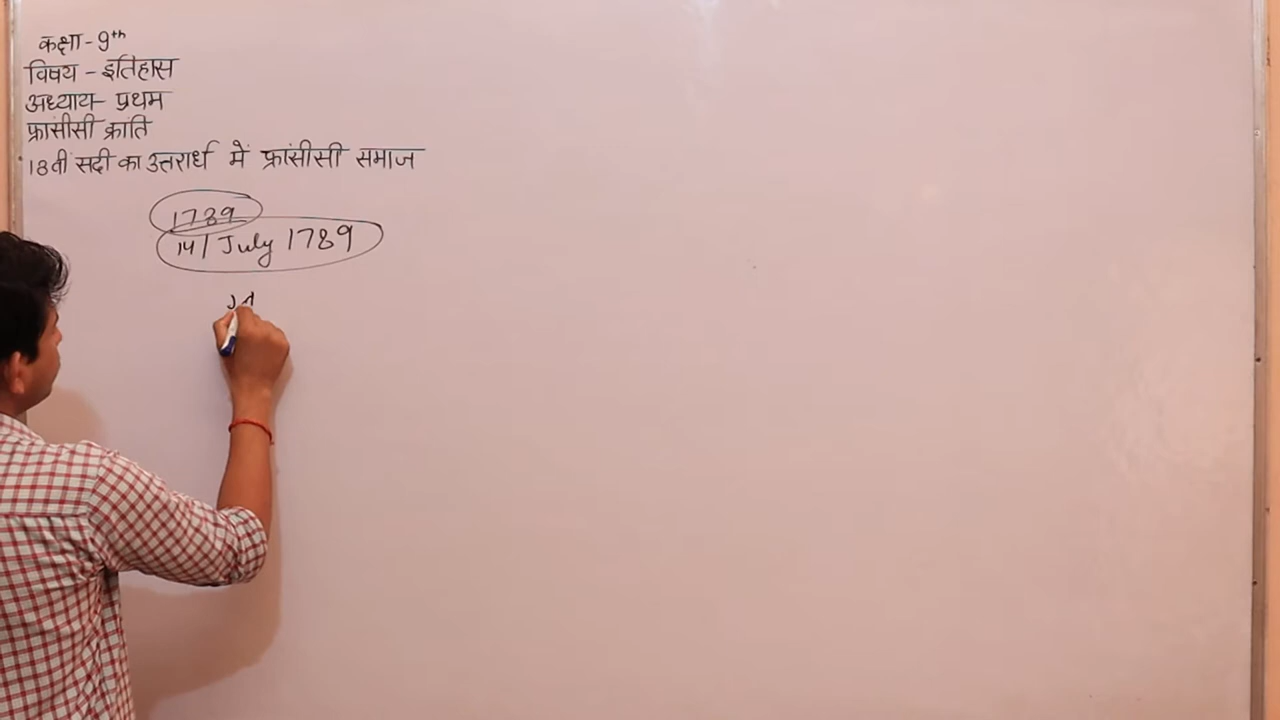 कक्षा - 9th
विषय - इतिहास
अध्याय - प्रथम
फ्रांसीसी क्रांति
18वीं सदी का उत्तरार्ध में फ्रांसीसी समाज
1789
14/ July 1789